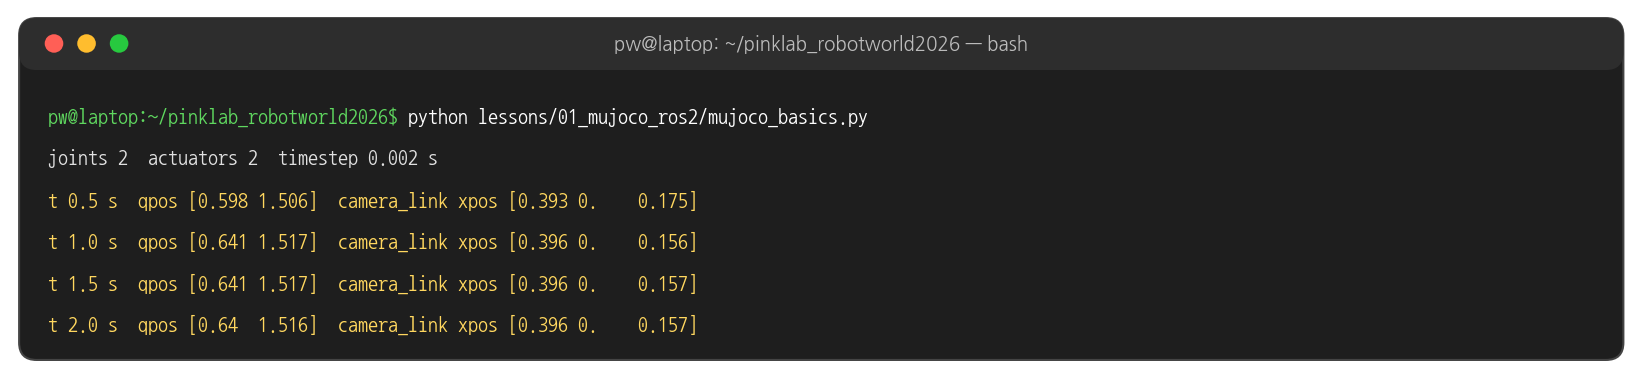 pw@laptop: ~/pinklab_robotworld2026 — bash
pw@laptop:~/pinklab_robotworld2026$ python lessons/01_mujoco_ros2/mujoco_basics.py
joints 2  actuators 2  timestep 0.002 s
t 0.5 s  qpos [0.598 1.506]  camera_link xpos [0.393 0.    0.175]
t 1.0 s  qpos [0.641 1.517]  camera_link xpos [0.396 0.    0.156]
t 1.5 s  qpos [0.641 1.517]  camera_link xpos [0.396 0.    0.157]
t 2.0 s  qpos [0.64  1.516]  camera_link xpos [0.396 0.    0.157]